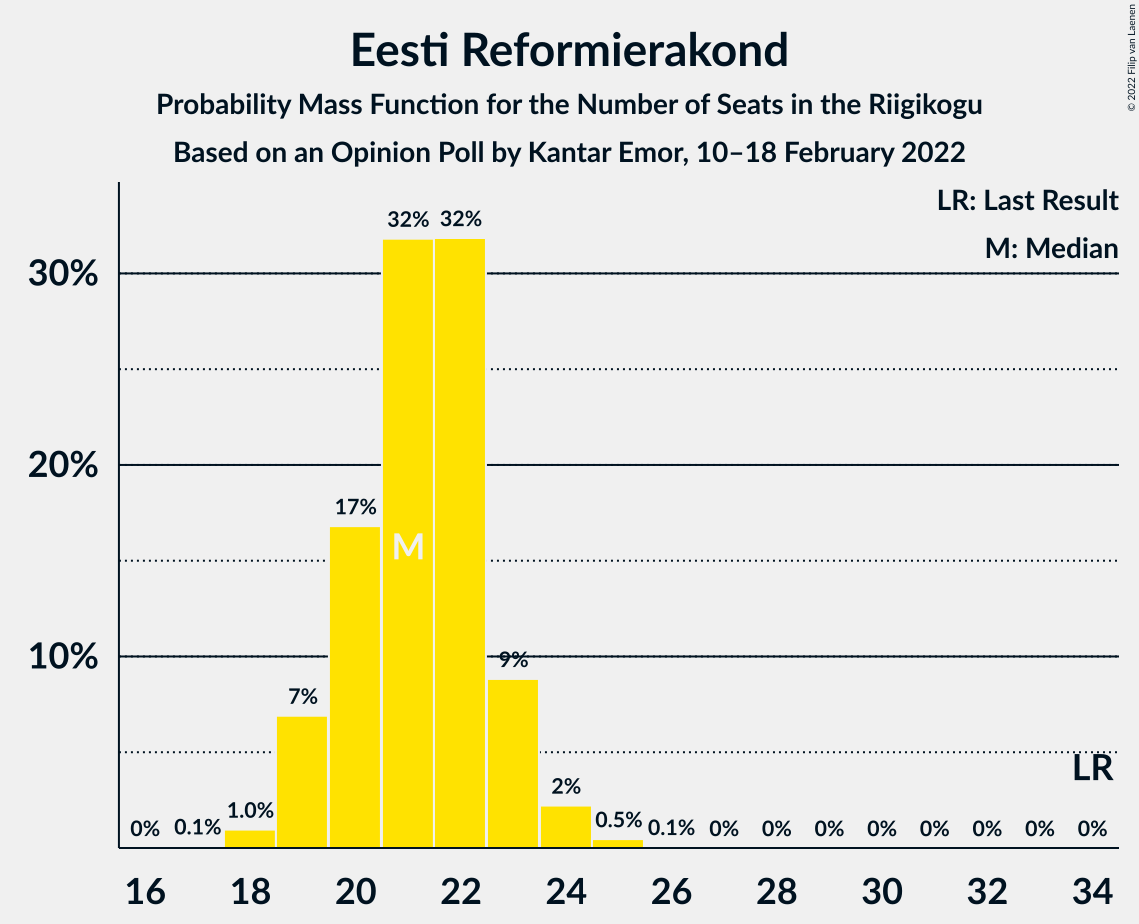 Eesti Reformierakond
Probability Mass Function for the Number of Seats in the Riigikogu
Based on an Opinion Poll by Kantar Emor, 10–18 February 2022
© 2022 Filip van Laenen
LR: Last Result
M: Median
32% 32%
30%
20%
17%
M
10%
9%
7%
LR
2%
1.0%
0.5%
0% 0.1% 0.1% 0% 0% 0% 0% 0% 0% 0% 0%
16 18 20 22 24 26 28 30 32 34